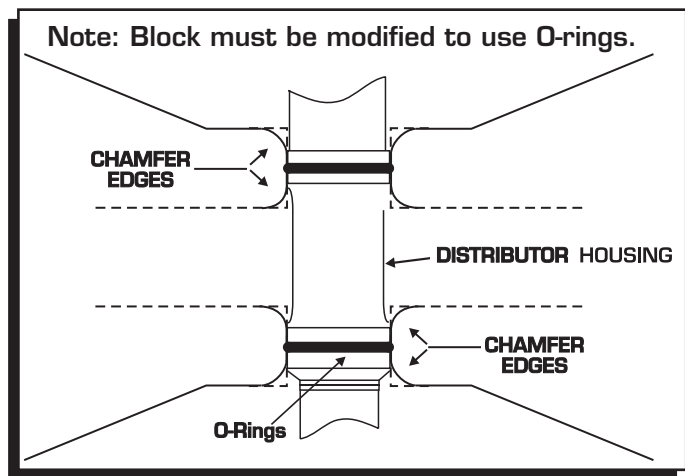 Note: Block must be modified to use O-rings.
CHAMFER
EDGES
DISTRIBUTOR HOUSING
CHAMFER
EDGES
O-Rings